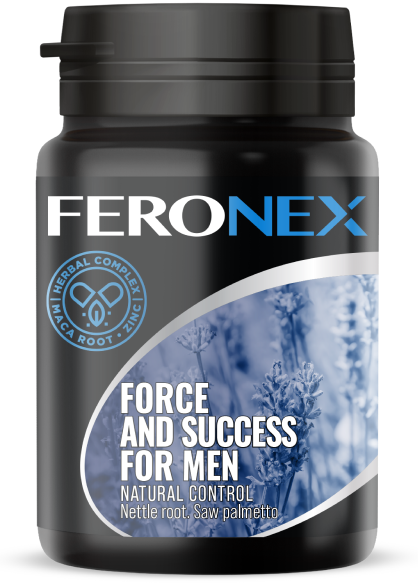 FERONEX
HERBAL COMPLEX
MACA ROOT • ZINC
FORCE
AND SUCCESS
FOR MEN
NATURAL CONTROL
Nettle root. Saw palmetto